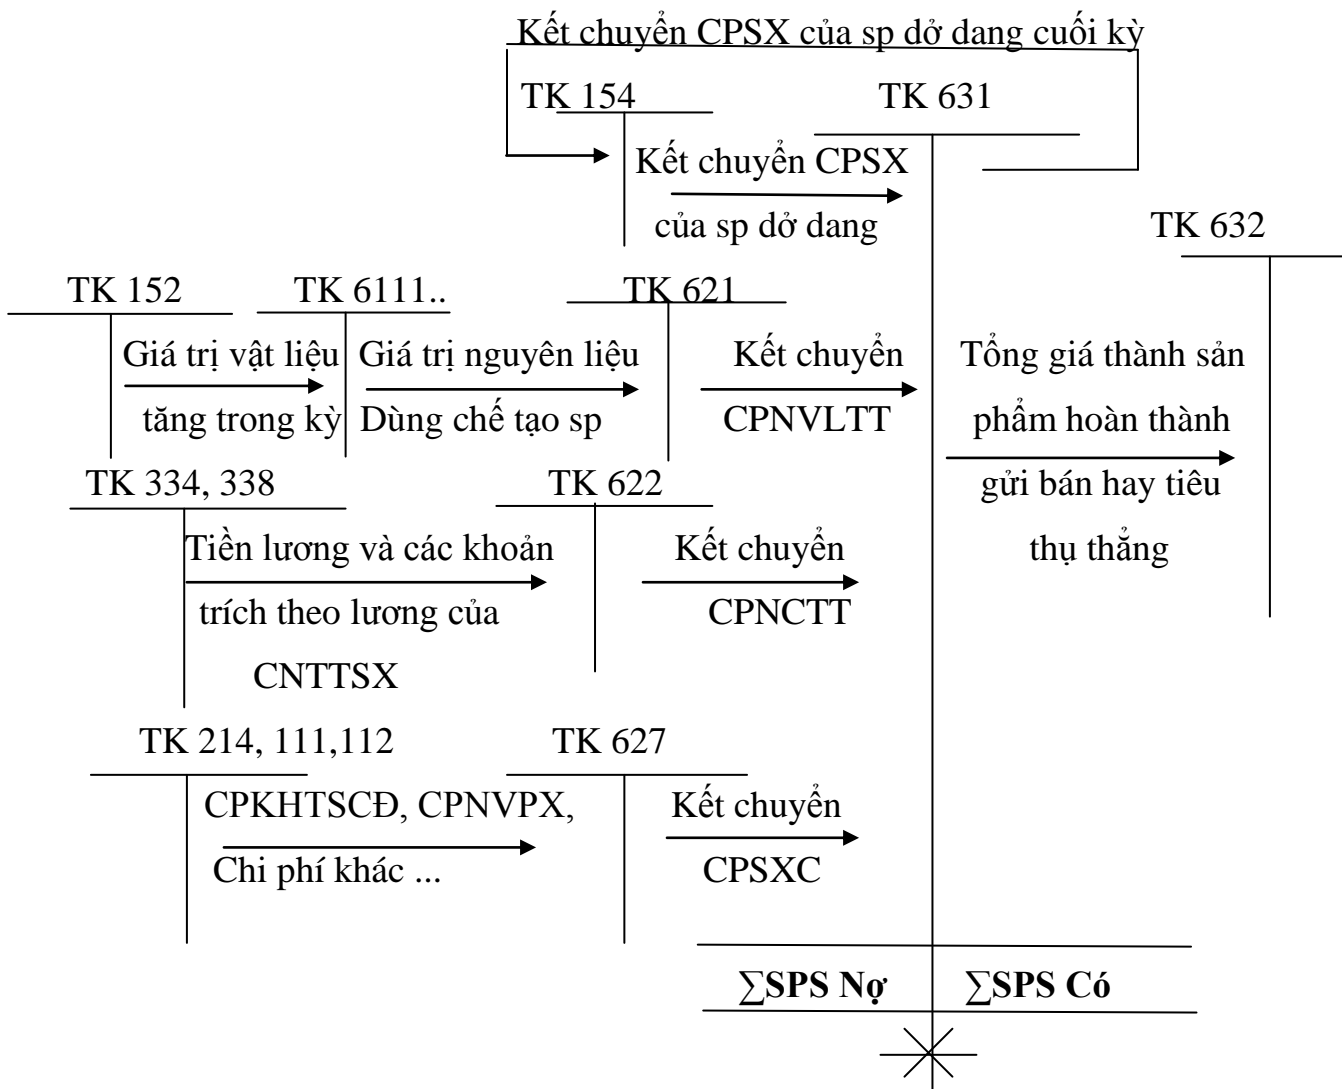 Kết chuyển CPSX của sp dở dang cuối kỳ
TK 154
TK 631
Kết chuyển CPSX
của sp dở dang
TK 632
TK 152
TK 6111..
TK 621
Giá trị vật liệu
tăng trong kỳ
Giá trị nguyên liệu
Dùng chế tạo sp
Kết chuyển
CPNVLTT
Tổng giá thành sản
phẩm hoàn thành
gửi bán hay tiêu
thụ thẳng
TK 334, 338
TK 622
Tiền lương và các khoản
trích theo lương của
CNTTSX
Kết chuyển
CPNCTT
TK 214, 111,112
TK 627
CPKHTSCĐ, CPNVPX,
Chi phí khác ...
Kết chuyển
CPSXC
∑SPS Nợ
∑SPS Có